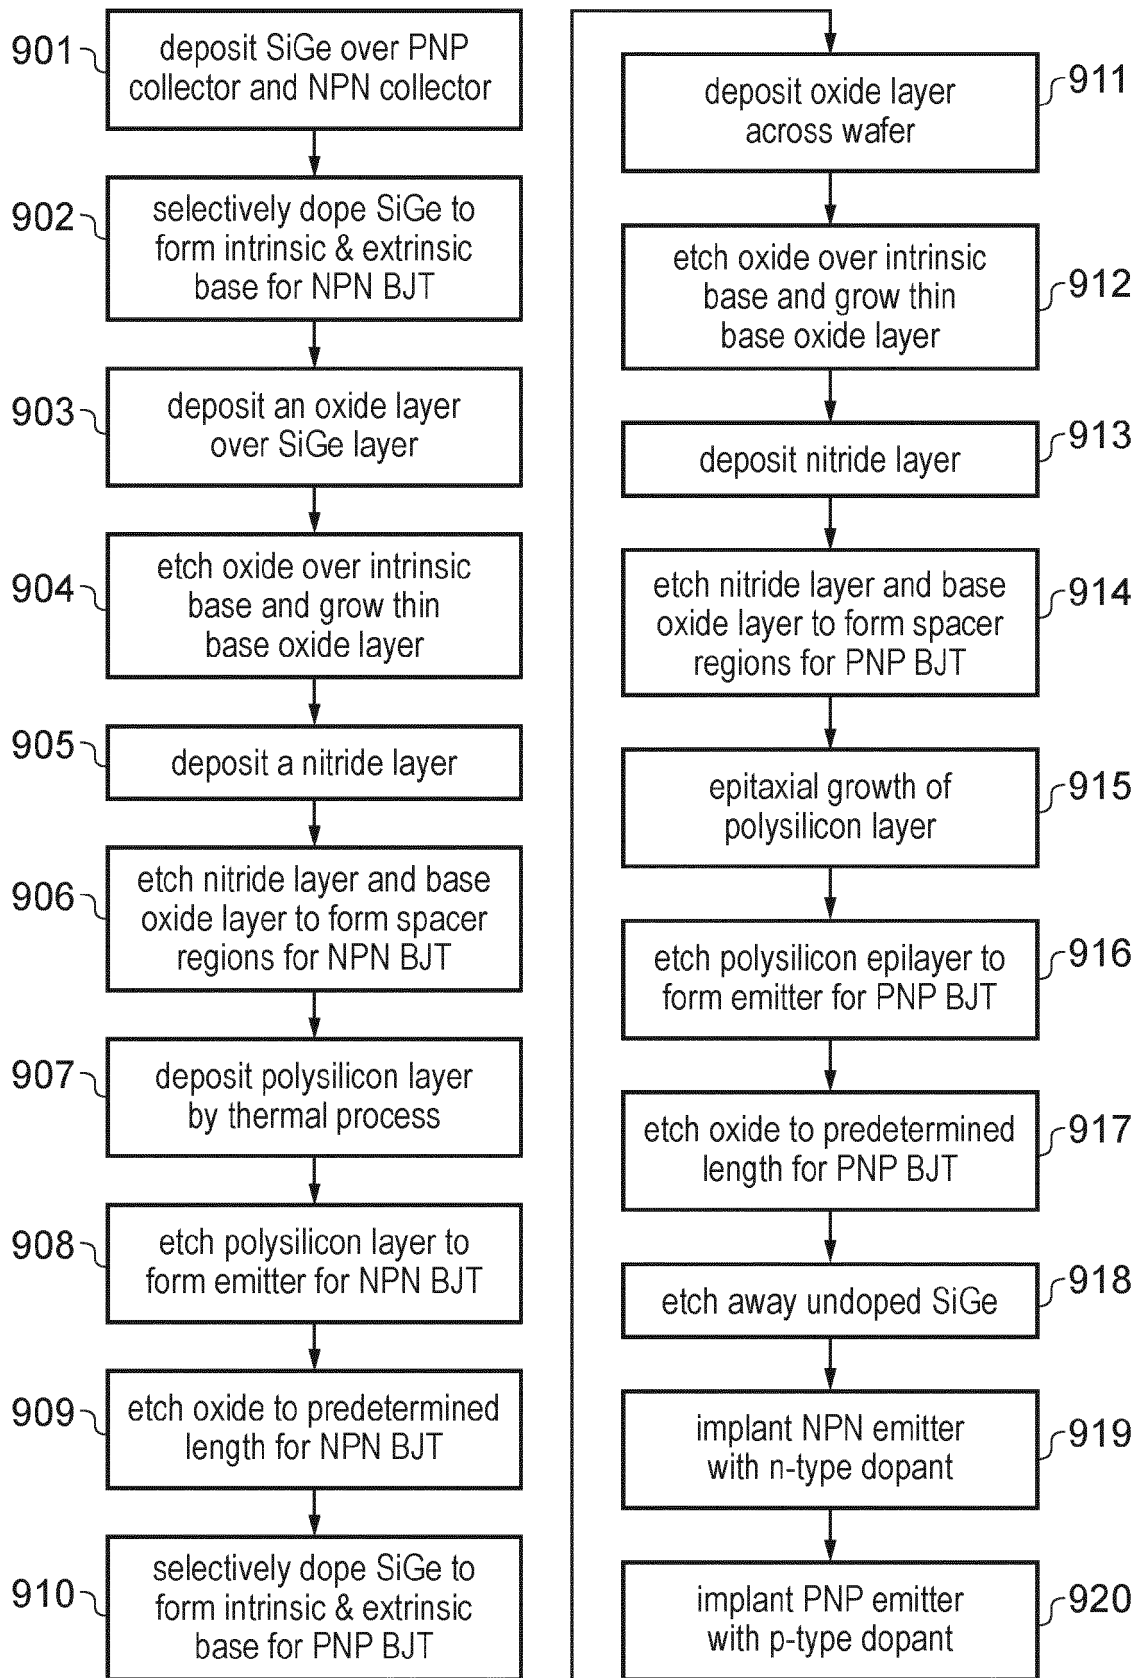 901
deposit SiGe over PNP
collector and NPN collector
902
selectively dope SiGe to
form intrinsic & extrinsic
base for NPN BJT
903
deposit an oxide layer
over SiGe layer
904
etch oxide over intrinsic
base and grow thin
base oxide layer
905
deposit a nitride layer
906
etch nitride layer and base
oxide layer to form spacer
regions for NPN BJT
907
deposit polysilicon layer
by thermal process
908
etch polysilicon layer to
form emitter for NPN BJT
909
etch oxide to predetermined
length for NPN BJT
910
selectively dope SiGe to
form intrinsic & extrinsic
base for PNP BJT
911
deposit oxide layer
across wafer
912
etch oxide over intrinsic
base and grow thin
base oxide layer
913
deposit nitride layer
914
etch nitride layer and base
oxide layer to form spacer
regions for PNP BJT
915
epitaxial growth of
polysilicon layer
916
etch polysilicon epilayer to
form emitter for PNP BJT
917
etch oxide to predetermined
length for PNP BJT
918
etch away undoped SiGe
919
implant NPN emitter
with n-type dopant
920
implant PNP emitter
with p-type dopant